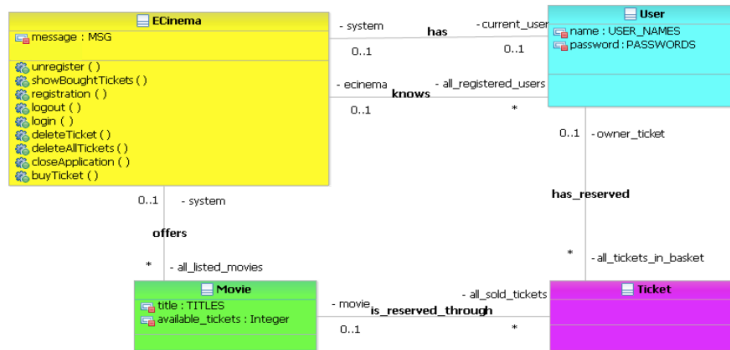 ECinema
message : MSG
unregister ( )
showBoughtTickets ( )
registration ( )
logout ( )
login ( )
deleteTicket ( )
deleteAllTickets ( )
closeApplication ( )
buyTicket ( )
- system
has
- current_user
0..1
0..1
- ecinema
knows
- all_registered_users
0..1
*
User
name : USER_NAMES
password : PASSWORDS
0..1
- owner_ticket
has_reserved
*
- all_tickets_in_basket
0..1
- system
offers
*
- all_listed_movies
Movie
title : TITLES
available_tickets : Integer
- movie
is_reserved_through
- all_sold_tickets
0..1
*
Ticket